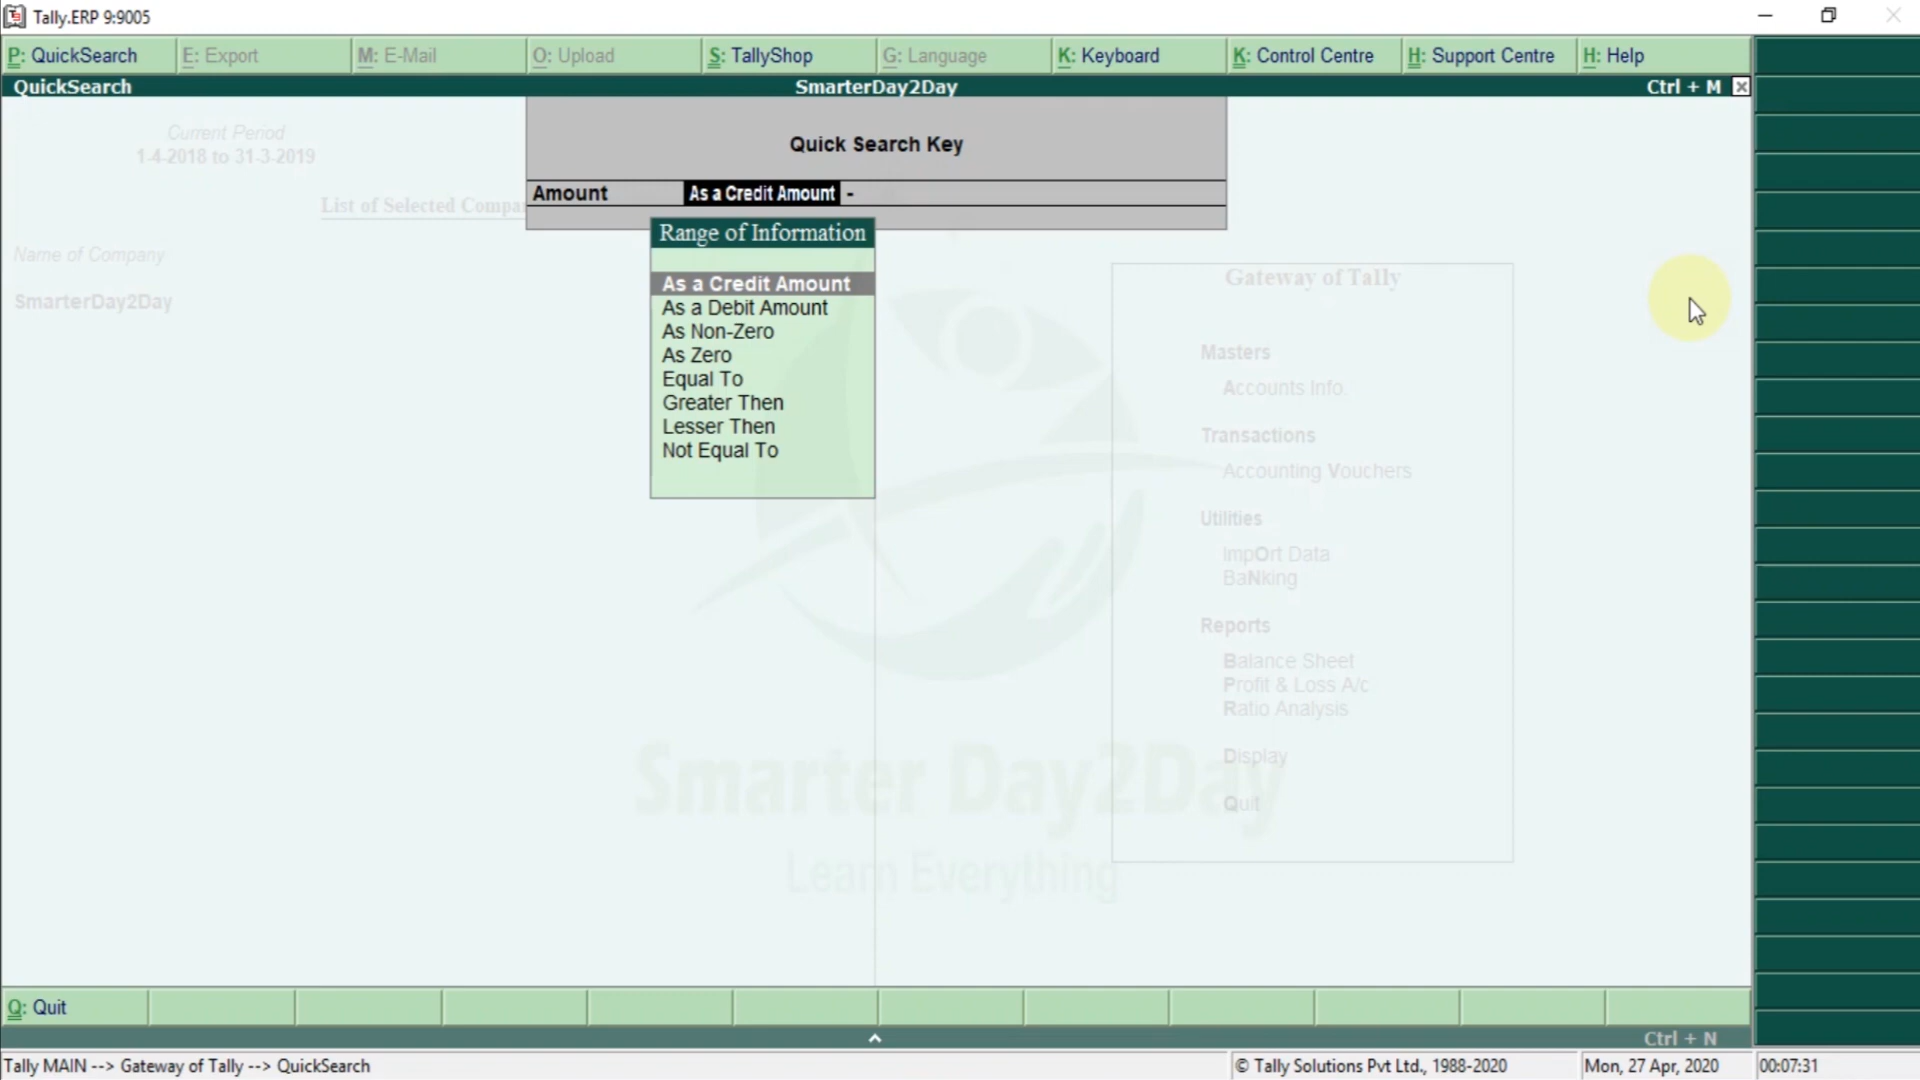 Tally.ERP 9:9005
P: QuickSearch E: Export M: E-Mail O: Upload S: TallyShop G: Language K: Keyboard K: Control Centre H: Support Centre H: Help
QuickSearch SmarterDay2Day Ctrl + M
Current Period
1-4-2018 to 31-3-2019
Quick Search Key
Amount As a Credit Amount -
List of Selected Compa
Range of Information
Name of Company
SmarterDay2Day
As a Credit Amount
As a Debit Amount
As Non-Zero
As Zero
Equal To
Greater Then
Lesser Then
Not Equal To
Gateway of Tally
Masters
Accounts Info.
Transactions
Accounting Vouchers
Utilities
ImpOrt Data
BaNking
Reports
Balance Sheet
Profit & Loss A/c
Ratio Analysis
Display
Quit
Smarter Day2Day
Learn Everything
Q: Quit
Ctrl + N
Tally MAIN --> Gateway of Tally --> QuickSearch © Tally Solutions Pvt Ltd., 1988-2020 Mon, 27 Apr, 2020 00:07:31